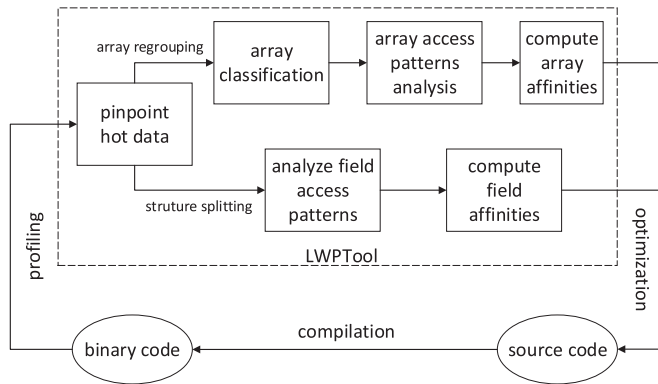 array regrouping
array
classification
array access
patterns
analysis
compute
array
affinities
pinpoint
hot data
struture splitting
analyze field
access
patterns
compute
field
affinities
LWPTool
profiling
optimization
compilation
binary code
source code